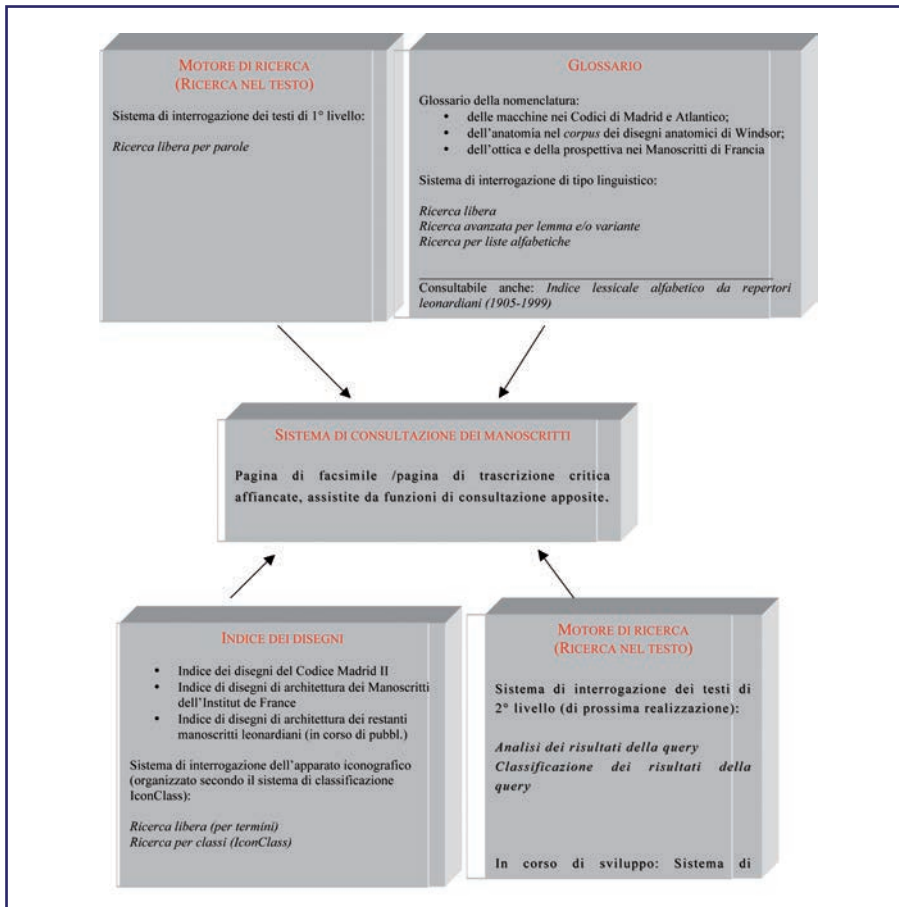 MOTORE DI RICERCA
(RICERCA NEL TESTO)
Sistema di interrogazione dei testi di 1° livello:
Ricerca libera per parole
GLOSSARIO
Glossario della nomenclatura:
• delle macchine nei Codici di Madrid e Atlantico;
• dell'anatomia nel corpus dei disegni anatomici di Windsor;
• dell'ottica e della prospettiva nei Manoscritti di Francia
Sistema di interrogazione di tipo linguistico:
Ricerca libera
Ricerca avanzata per lemma e/o variante
Ricerca per liste alfabetiche
Consultabile anche: Indice lessicale alfabetico da repertori
leonardiani (1905-1999)
SISTEMA DI CONSULTAZIONE DEI MANOSCRITTI
Pagina di facsimile /pagina di trascrizione critica
affiancate, assistite da funzioni di consultazione apposite.
INDICE DEI DISEGNI
• Indice dei disegni del Codice Madrid II
• Indice di disegni di architettura dei Manoscritti
dell'Institut de France
• Indice di disegni di architettura dei restanti
manoscritti leonardiani (in corso di pubbl.)
Sistema di interrogazione dell'apparato iconografico
(organizzato secondo il sistema di classificazione
IconClass):
Ricerca libera (per termini)
Ricerca per classi (IconClass)
MOTORE DI RICERCA
(RICERCA NEL TESTO)
Sistema di interrogazione dei testi di
2° livello (di prossima realizzazione):
Analisi dei risultati della query
Classificazione dei risultati della
query
In corso di sviluppo: Sistema di